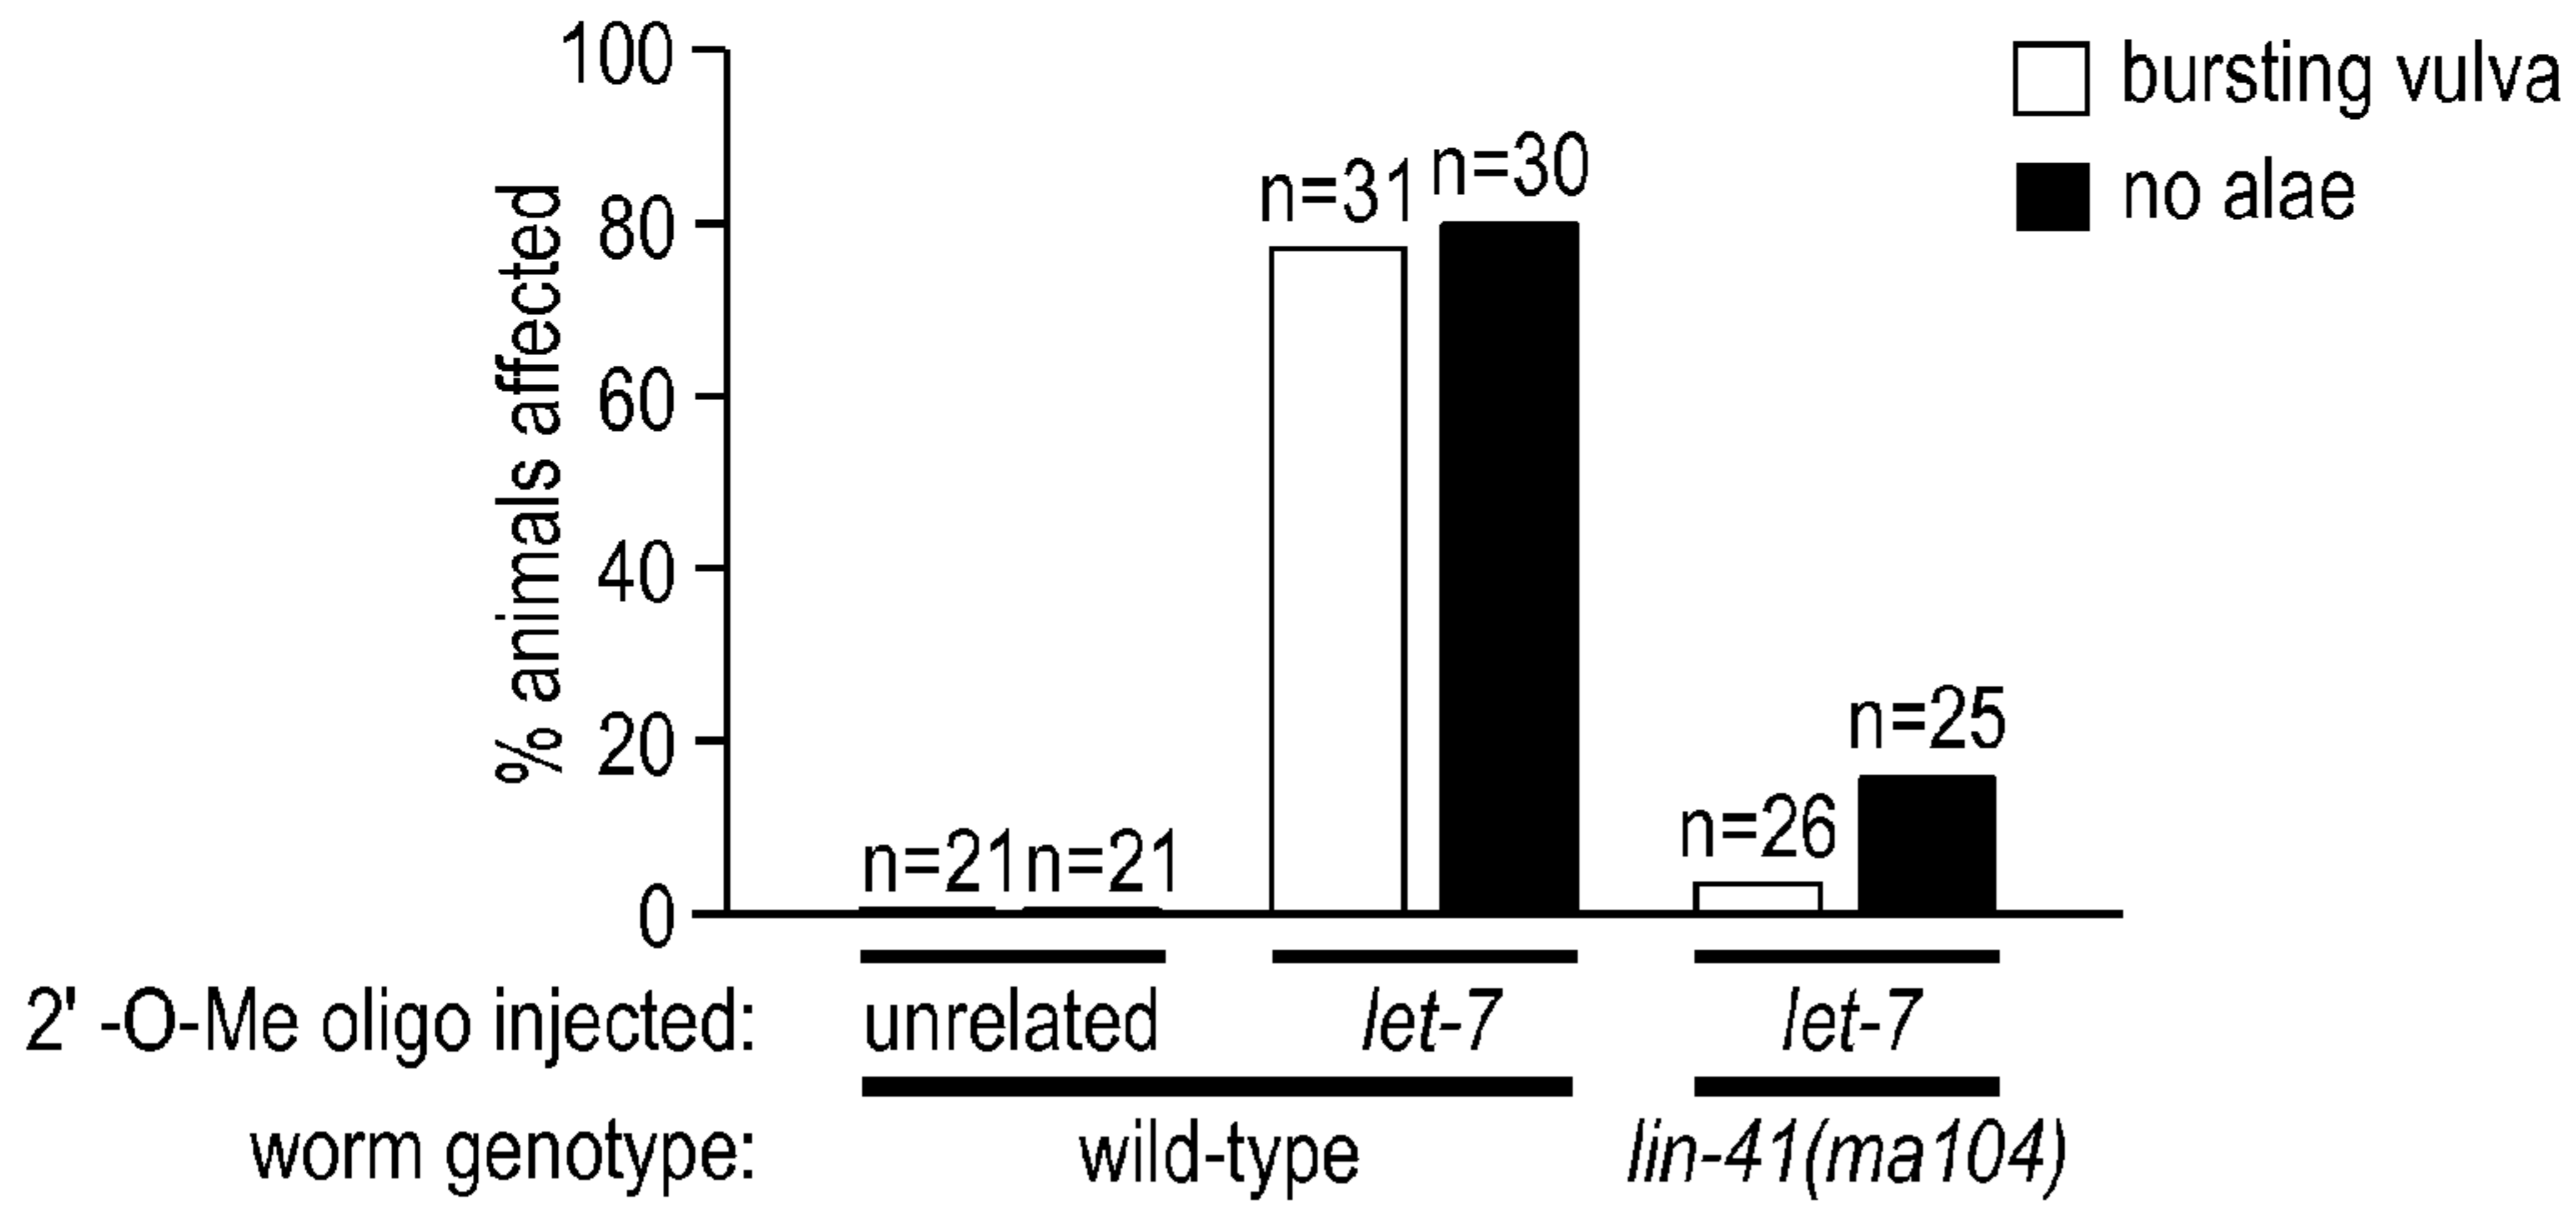 100
80
60
40
20
0
% animals affected
bursting vulva
no alae
n=21 n=21
n=31 n=30
n=26 n=25
2' -O-Me oligo injected: unrelated let-7 let-7
worm genotype: wild-type lin-41(ma104)